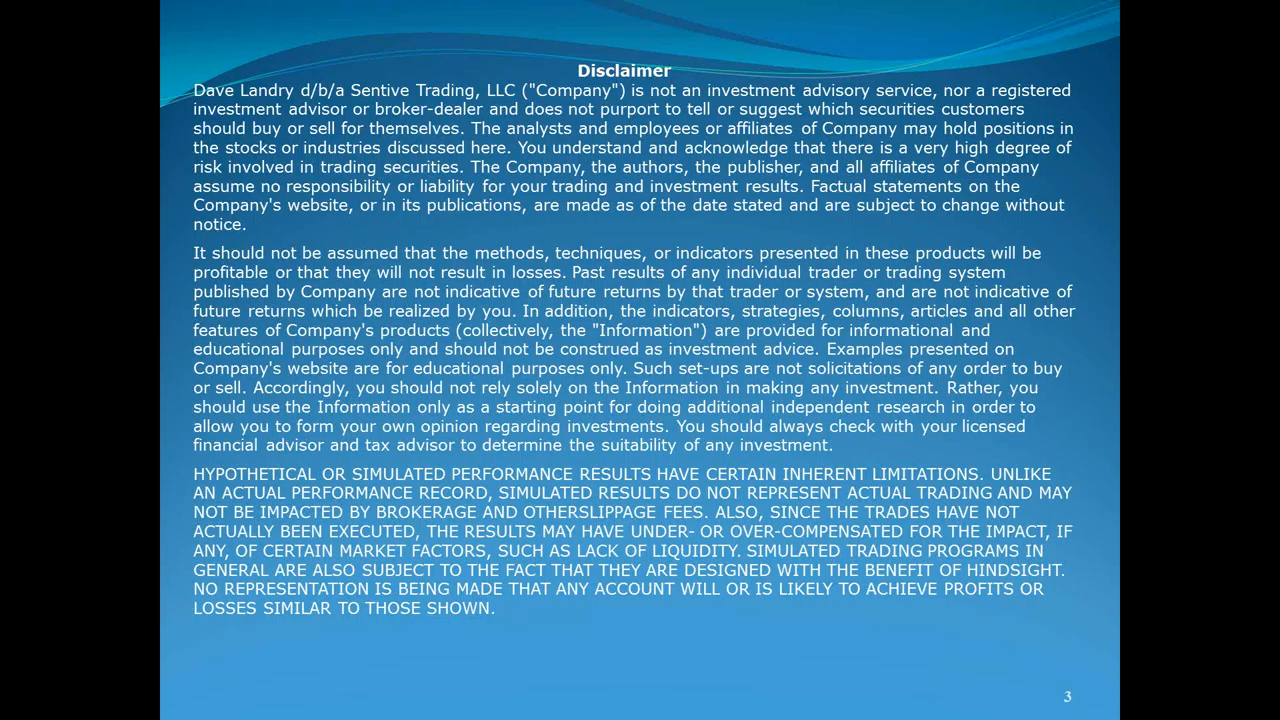 Disclaimer
Dave Landry d/b/a Sentive Trading, LLC ("Company") is not an investment advisory service, nor a registered
investment advisor or broker-dealer and does not purport to tell or suggest which securities customers
should buy or sell for themselves. The analysts and employees or affiliates of Company may hold positions in
the stocks or industries discussed here. You understand and acknowledge that there is a very high degree of
risk involved in trading securities. The Company, the authors, the publisher, and all affiliates of Company
assume no responsibility or liability for your trading and investment results. Factual statements on the
Company's website, or in its publications, are made as of the date stated and are subject to change without
notice.
It should not be assumed that the methods, techniques, or indicators presented in these products will be
profitable or that they will not result in losses. Past results of any individual trader or trading system
published by Company are not indicative of future returns by that trader or system, and are not indicative of
future returns which be realized by you. In addition, the indicators, strategies, columns, articles and all other
features of Company's products (collectively, the "Information") are provided for informational and
educational purposes only and should not be construed as investment advice. Examples presented on
Company's website are for educational purposes only. Such set-ups are not solicitations of any order to buy
or sell. Accordingly, you should not rely solely on the Information in making any investment. Rather, you
should use the Information only as a starting point for doing additional independent research in order to
allow you to form your own opinion regarding investments. You should always check with your licensed
financial advisor and tax advisor to determine the suitability of any investment.
HYPOTHETICAL OR SIMULATED PERFORMANCE RESULTS HAVE CERTAIN INHERENT LIMITATIONS. UNLIKE
AN ACTUAL PERFORMANCE RECORD, SIMULATED RESULTS DO NOT REPRESENT ACTUAL TRADING AND MAY
NOT BE IMPACTED BY BROKERAGE AND OTHERSLIPPAGE FEES. ALSO, SINCE THE TRADES HAVE NOT
ACTUALLY BEEN EXECUTED, THE RESULTS MAY HAVE UNDER- OR OVER-COMPENSATED FOR THE IMPACT, IF
ANY, OF CERTAIN MARKET FACTORS, SUCH AS LACK OF LIQUIDITY. SIMULATED TRADING PROGRAMS IN
GENERAL ARE ALSO SUBJECT TO THE FACT THAT THEY ARE DESIGNED WITH THE BENEFIT OF HINDSIGHT.
NO REPRESENTATION IS BEING MADE THAT ANY ACCOUNT WILL OR IS LIKELY TO ACHIEVE PROFITS OR
LOSSES SIMILAR TO THOSE SHOWN.
3